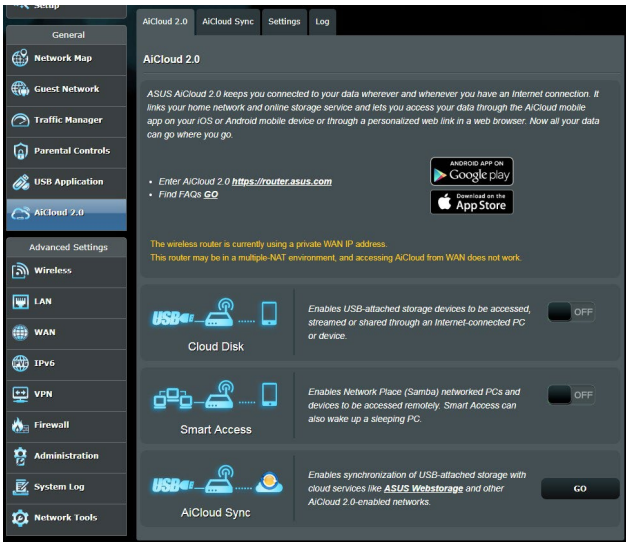 Setup
General
Network Map
Guest Network
Traffic Manager
Parental Controls
USB Application
AiCloud 2.0
Advanced Settings
Wireless
LAN
WAN
IPv6
VPN
Firewall
Administration
System Log
Network Tools
AiCloud 2.0 AiCloud Sync Settings Log
AiCloud 2.0
ASUS AiCloud 2.0 keeps you connected to your data wherever and whenever you have an Internet connection. It
links your home network and online storage service and lets you access your data through the AiCloud mobile
app on your iOS or Android mobile device or through a personalized web link in a web browser. Now all your data
can go where you go.
• Enter AiCloud 2.0 https://router.asus.com
• Find FAQs GO
ANDROID APP ON
Google play
Download on the
App Store
The wireless router is currently using a private WAN IP address.
This router may be in a multiple-NAT environment, and accessing AiCloud from WAN does not work.
USB
Cloud Disk
Enables USB-attached storage devices to be accessed,
streamed or shared through an Internet-connected PC
or device.
OFF
Smart Access
Enables Network Place (Samba) networked PCs and
devices to be accessed remotely. Smart Access can
also wake up a sleeping PC.
OFF
USB
AiCloud Sync
Enables synchronization of USB-attached storage with
cloud services like ASUS Webstorage and other
AiCloud 2.0-enabled networks.
GO